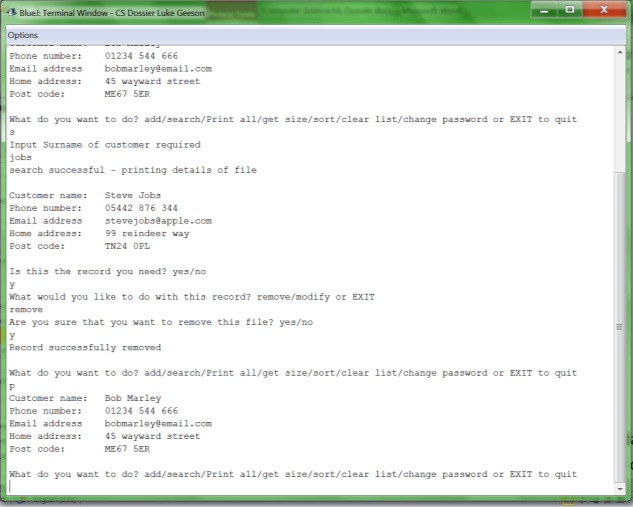 BlueJ: Terminal Window - CS Dossier Luke Geeson
Options
Phone number: 01234 544 666
Email address bobmarley@email.com
Home address: 45 wayward street
Post code: ME67 5ER
What do you want to do? add/search/Print all/get size/sort/clear list/change password or EXIT to quit
s
Input Surname of customer required
jobs
search successful - printing details of file
Customer name: Steve Jobs
Phone number: 05442 876 344
Email address stevejobs@apple.com
Home address: 99 reindeer way
Post code: TN24 0PL
Is this the record you need? yes/no
y
What would you like to do with this record? remove/modify or EXIT
remove
Are you sure that you want to remove this file? yes/no
y
Record successfully removed
What do you want to do? add/search/Print all/get size/sort/clear list/change password or EXIT to quit
p
Customer name: Bob Marley
Phone number: 01234 544 666
Email address bobmarley@email.com
Home address: 45 wayward street
Post code: ME67 5ER
What do you want to do? add/search/Print all/get size/sort/clear list/change password or EXIT to quit